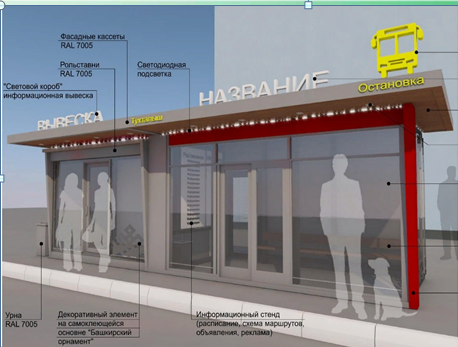 Фасадные кассеты
RAL 7005
Рольставни
RAL 7005
Светодиодная
подсветка
"Световой короб"
информационная вывеска
НАЗВАНИЕ
Остановка
ВЫВЕСКА
Урна
RAL 7005
Декоративный элемент
на самоклеющейся
основе "Башкирский
орнамент"
Информационный стенд
(расписание, схема маршрутов,
объявления, реклама)